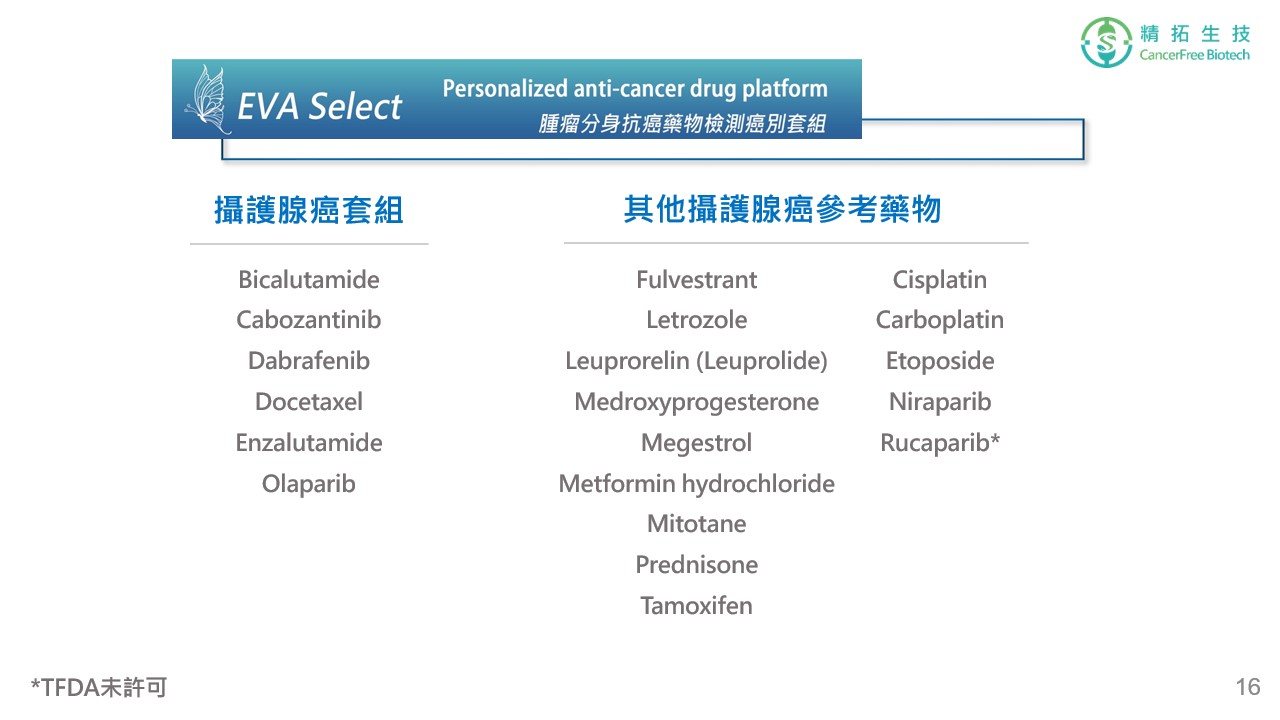 精拓生技
CancerFree Biotech
EVA Select
Personalized anti-cancer drug platform
腫瘤分身抗癌藥物檢測癌別套組
攝護腺癌套組
Bicalutamide
Cabozantinib
Dabrafenib
Docetaxel
Enzalutamide
Olaparib
其他攝護腺癌參考藥物
Fulvestrant
Letrozole
Leuprorelin (Leuprolide)
Medroxyprogesterone
Megestrol
Metformin hydrochloride
Mitotane
Prednisone
Tamoxifen
Cisplatin
Carboplatin
Etoposide
Niraparib
Rucaparib*
*TFDA未許可
16